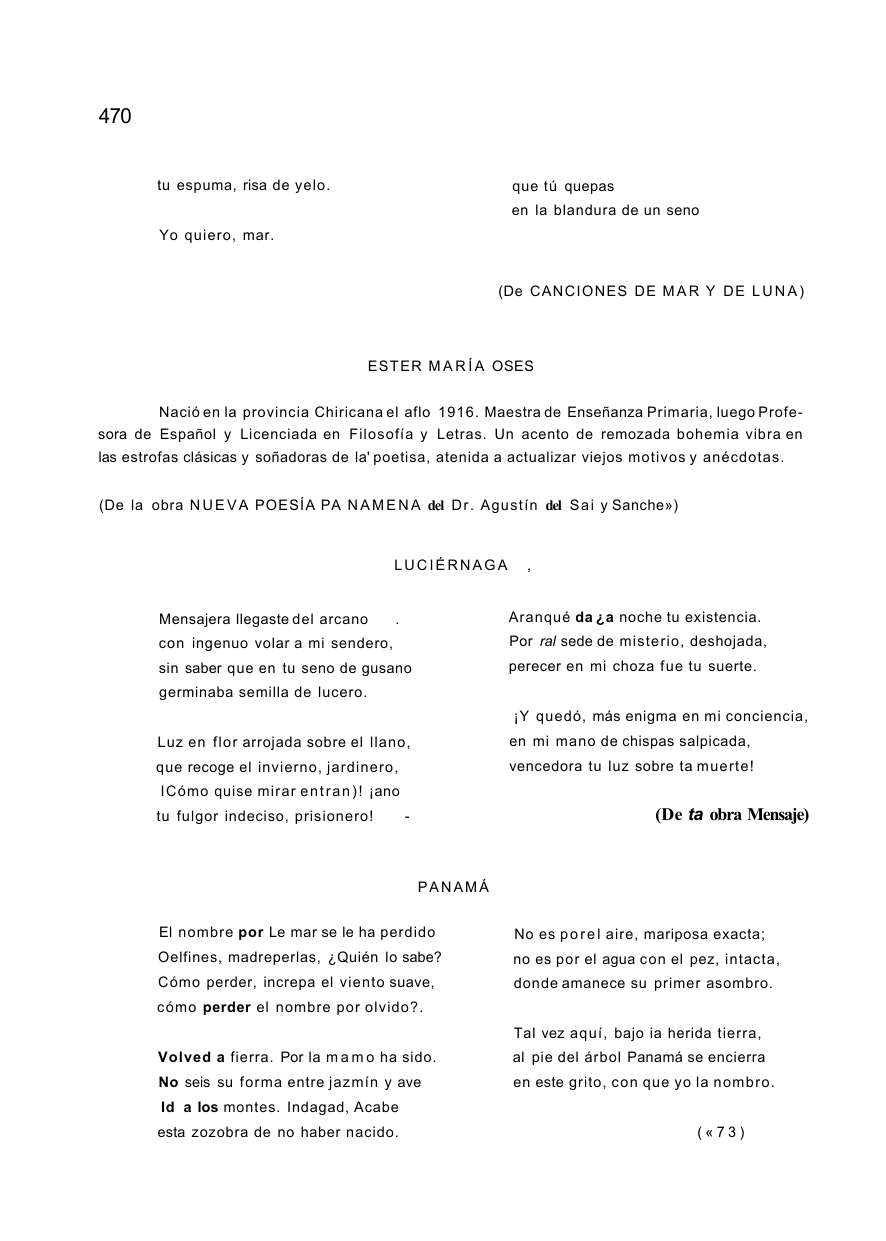 470
tu espuma, risa de yelo.
Yo quiero, mar.
que tú quepas
en la blandura de un seno
(De CANCIONES DE MAR Y DE LUNA)
ESTER MARÍA OSES
Nació en la provincia Chiricana el aflo 1916. Maestra de Enseñanza Primaria, luego Profe-
sora de Español y Licenciada en Filosofía y Letras. Un acento de remozada bohemia vibra en
las estrofas clásicas y soñadoras de la' poetisa, atenida a actualizar viejos motivos y anécdotas.
(De la obra NUEVA POESÍA PA NAMENA del Dr. Agustín del Sai y Sanche»)
LUCIÉRNAGA ,
Mensajera llegaste del arcano .
con ingenuo volar a mi sendero,
sin saber que en tu seno de gusano
germinaba semilla de lucero.
Luz en flor arrojada sobre el llano,
que recoge el invierno, jardinero,
ICómo quise mirar entran)! ¡ano
tu fulgor indeciso, prisionero! -
Aranqué da ¿a noche tu existencia.
Por ral sede de misterio, deshojada,
perecer en mi choza fue tu suerte.
¡Y quedó, más enigma en mi conciencia,
en mi mano de chispas salpicada,
vencedora tu luz sobre ta muerte!
(De ta obra Mensaje)
PANAMÁ
El nombre por Le mar se le ha perdido
Oelfines, madreperlas, ¿Quién lo sabe?
Cómo perder, increpa el viento suave,
cómo perder el nombre por olvido?.
Volved a fierra. Por la mamo ha sido.
No seis su forma entre jazmín y ave
Id a los montes. Indagad, Acabe
esta zozobra de no haber nacido.
No es porel aire, mariposa exacta;
no es por el agua con el pez, intacta,
donde amanece su primer asombro.
Tal vez aquí, bajo ia herida tierra,
al pie del árbol Panamá se encierra
en este grito, con que yo la nombro.
(«73)